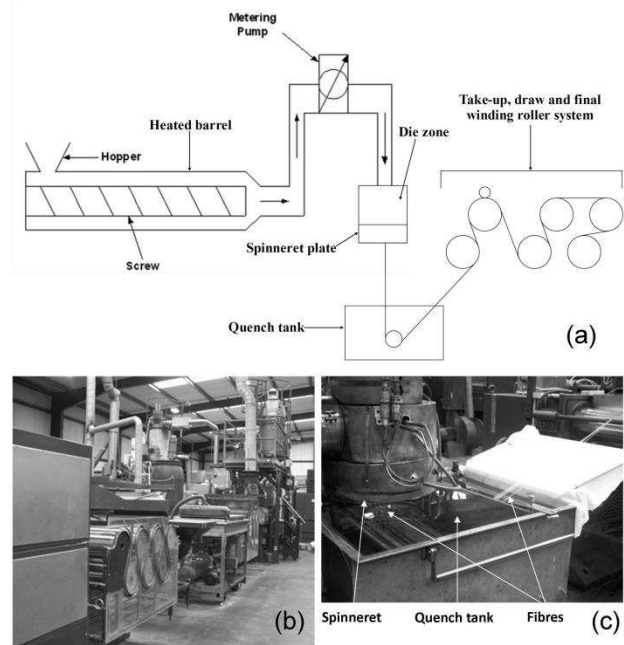 Metering
Pump
Take-up, draw and final
winding roller system
Heated barrel
Die zone
Hopper
Spinneret plate
Screw
Quench tank
(a)
(b)
(c)
Spinneret Quench tank Fibres